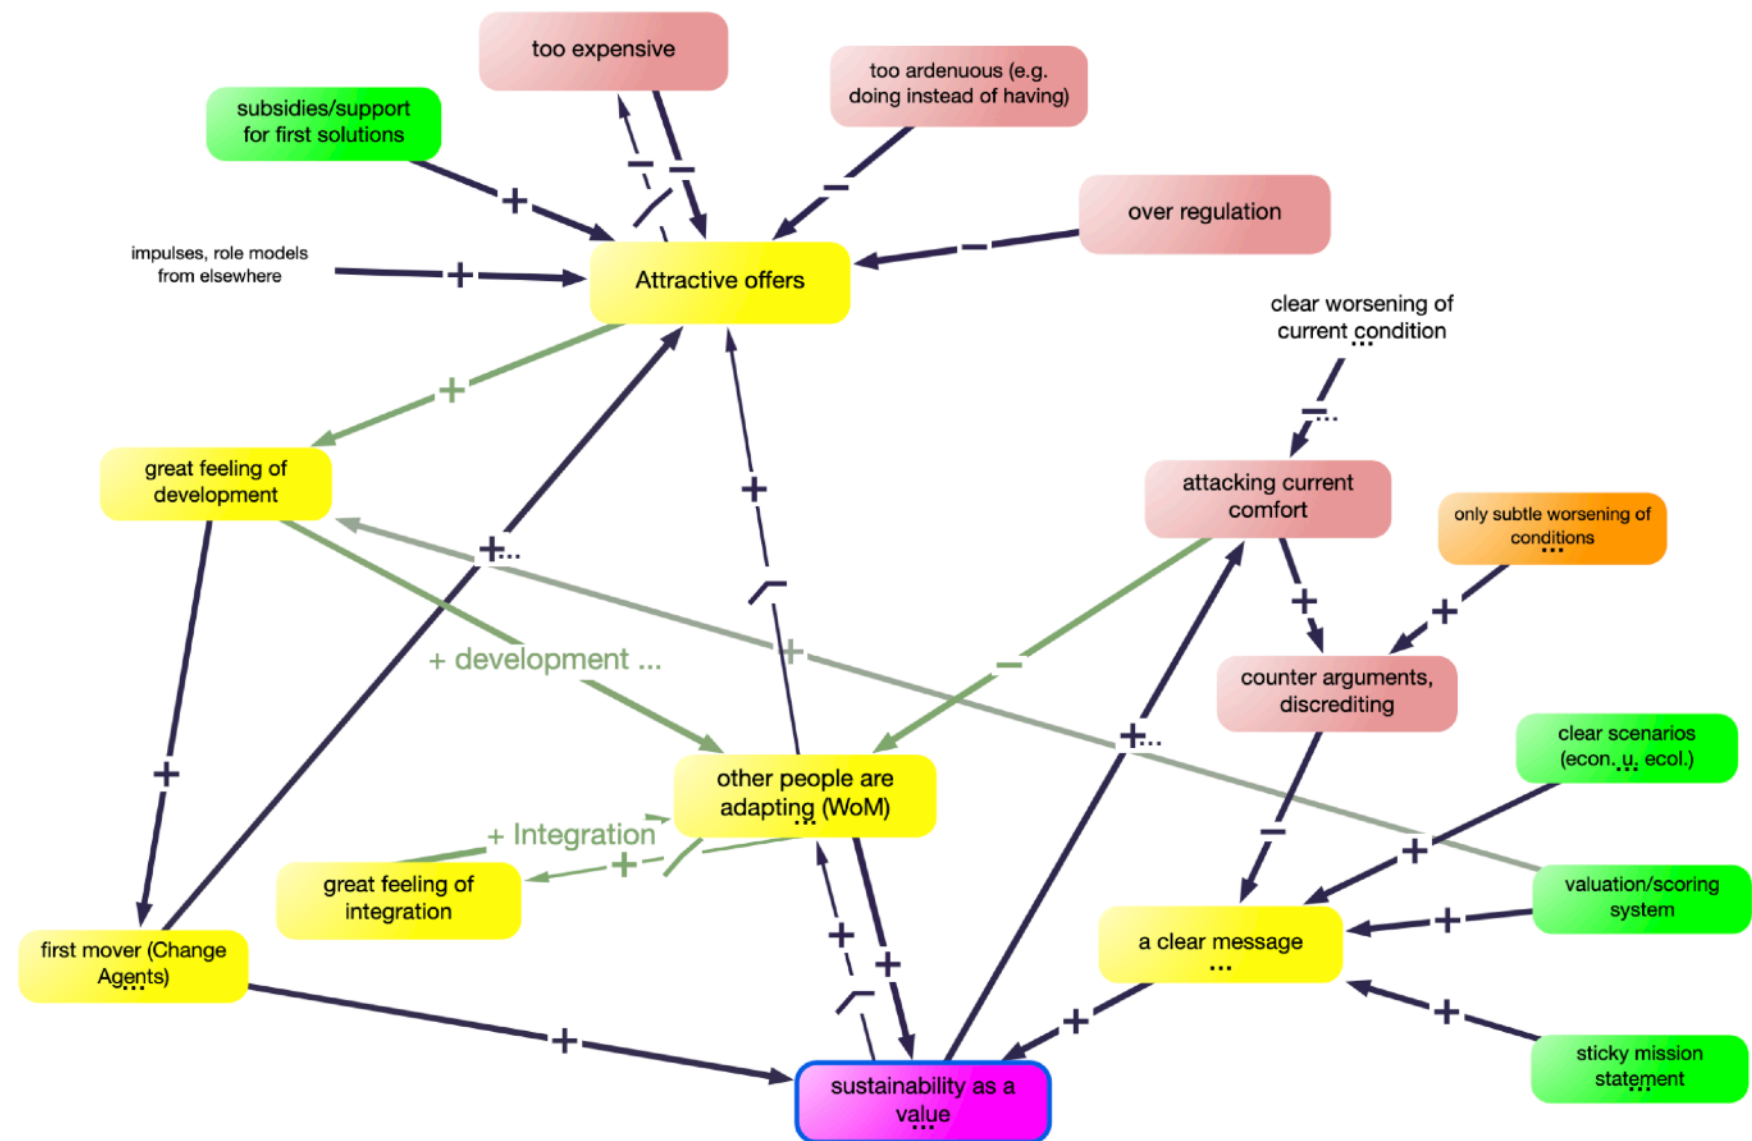 too expensive
too ardenuous (e.g.
doing instead of having)
subsidies/support
for first solutions
over regulation
impulses, role models
from elsewhere
Attractive offers
clear worsening of
current condition
...
+
−
−
−
−
+
+
−...
great feeling of
development
attacking current
comfort
only subtle worsening of
conditions
...
+
+...
+
+
+ development ...
+
−
counter arguments,
discrediting
clear scenarios
(econ. u. ecol.)
...
+...
other people are
adapting (WoM)
...
+
+ Integration
+
−
+
great feeling of
integration
valuation/scoring
system
+
first mover (Change
Agents)
...
+
+
a clear message
...
+
+
+
sticky mission
statement
...
sustainability as a
value
...